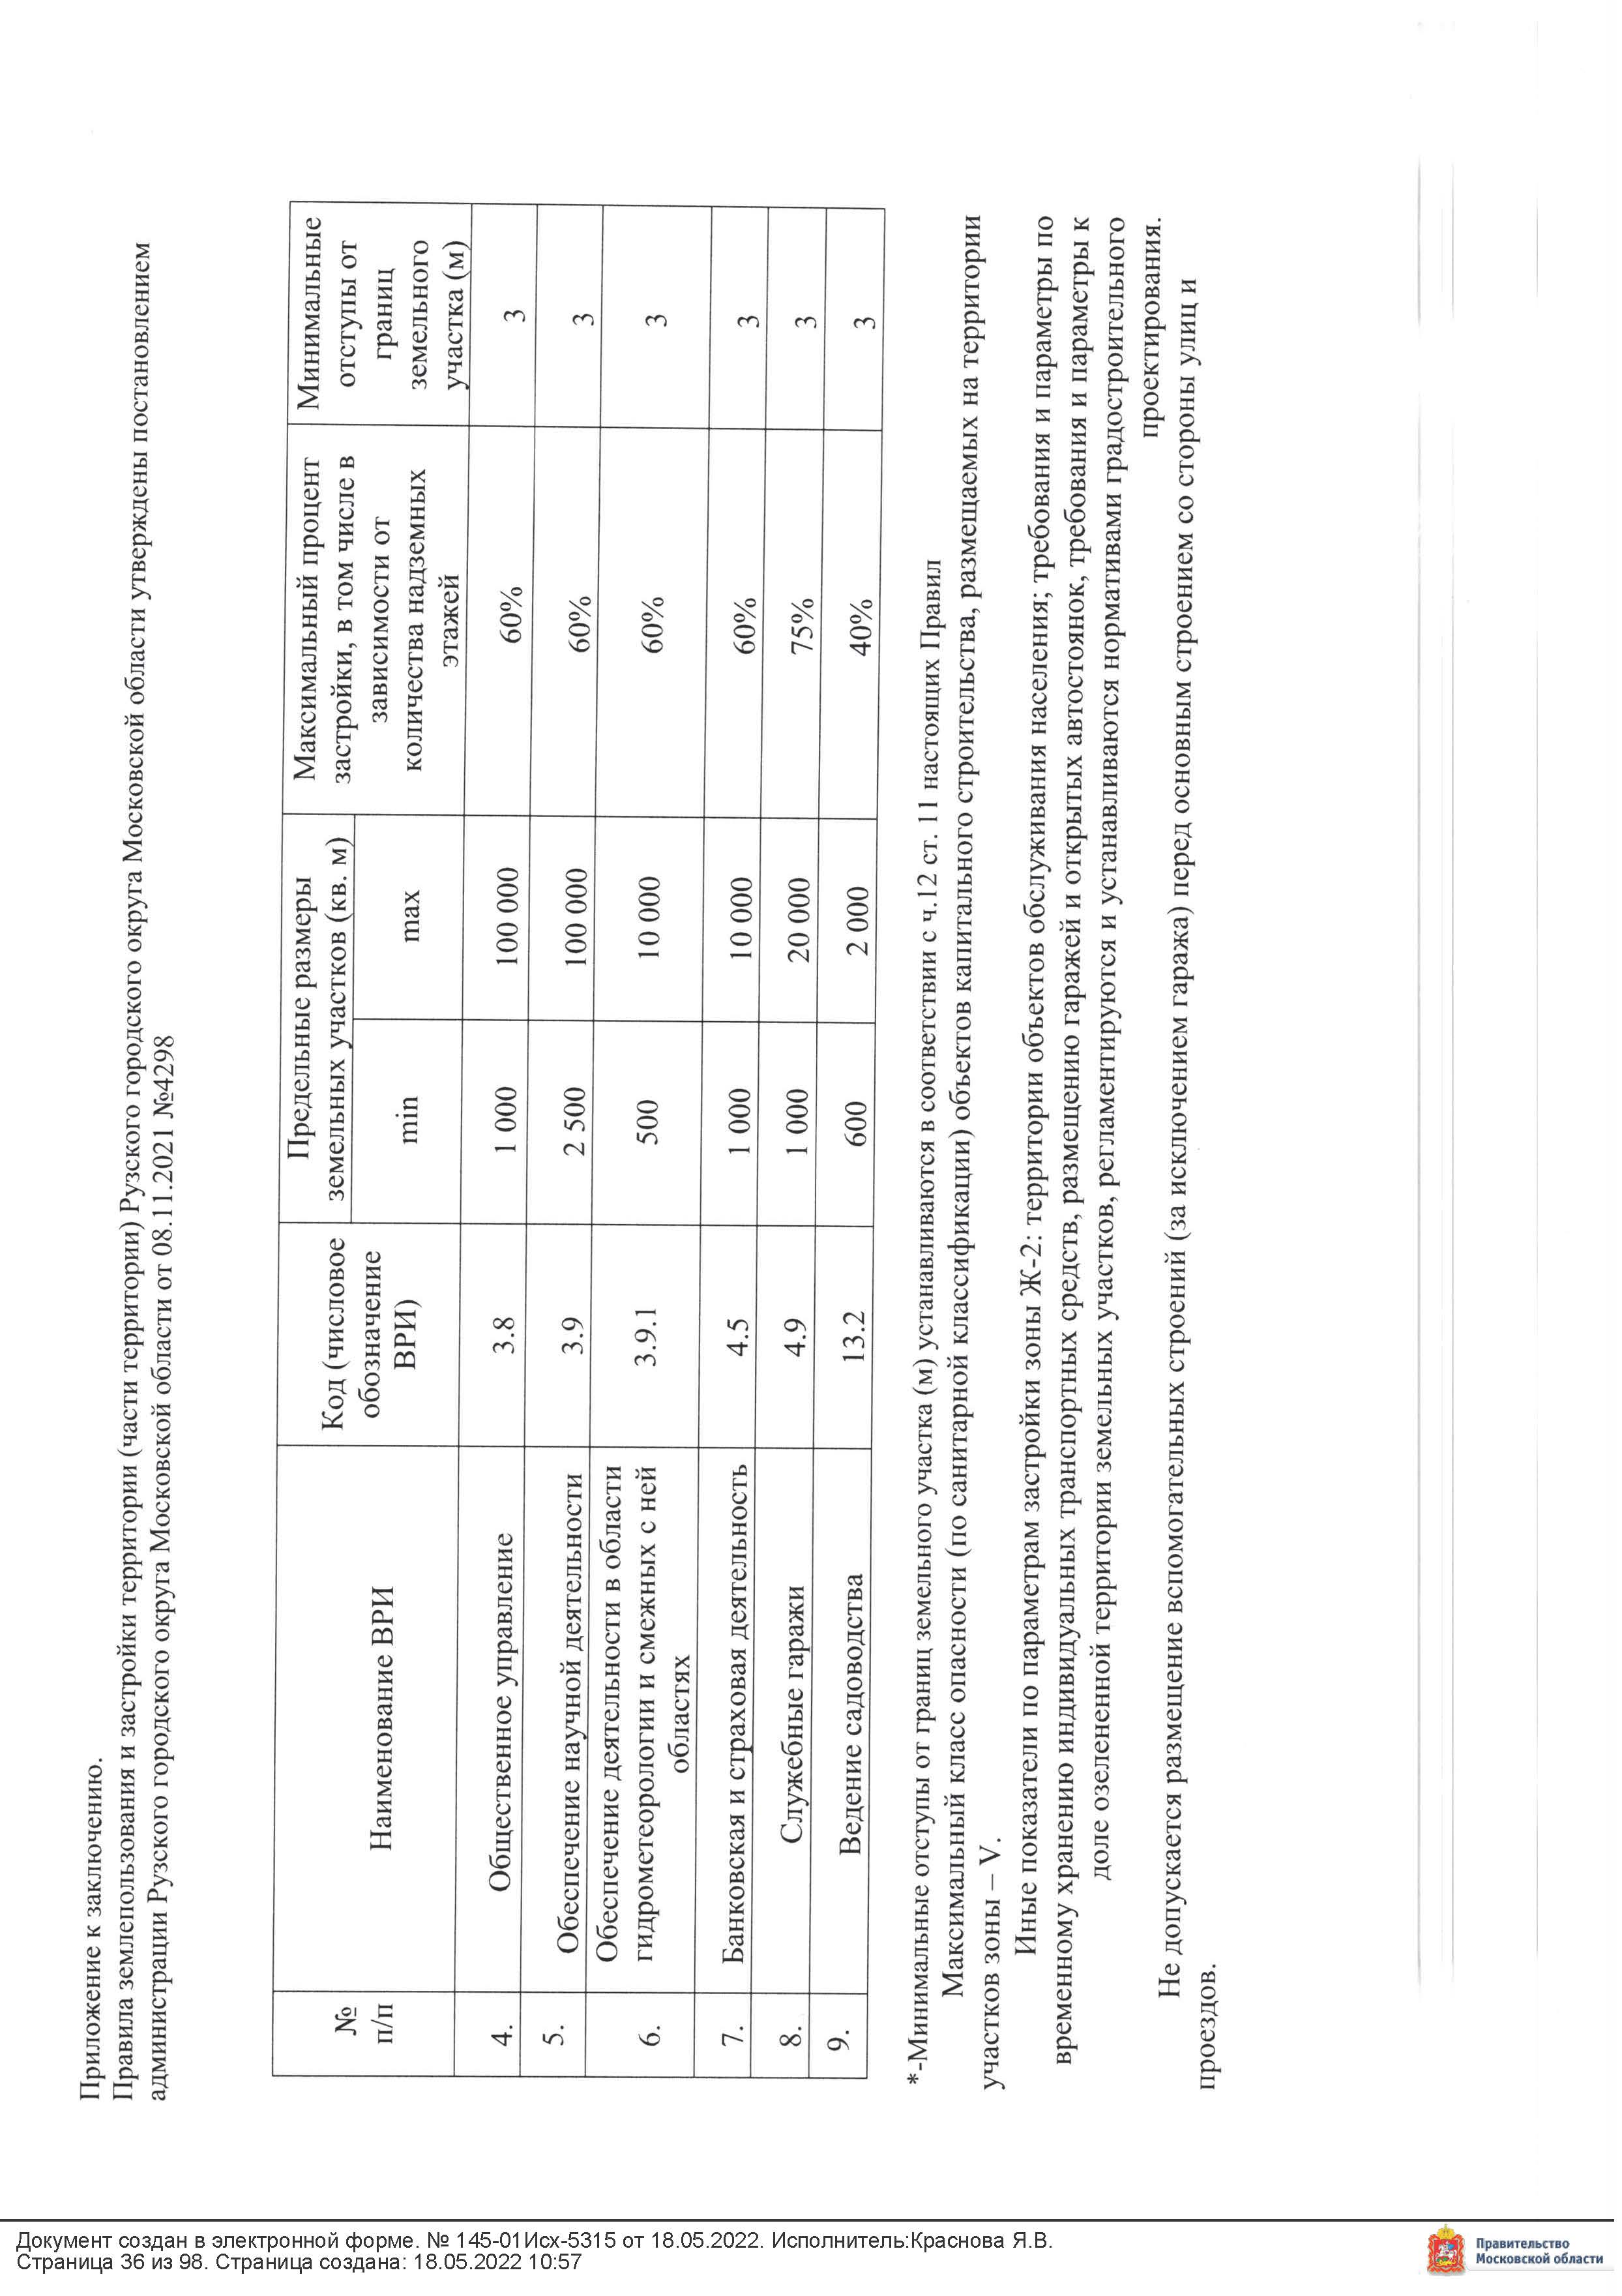 Приложение к заключению.
Правила землепользования и застройки территории (части территории) Рузского городского округа Московской области утверждены постановлением
администрации Рузского городского округа Московской области от 08.11.2021 №4298
№ п/п
Наименование ВРИ
Код (числовое обозначение ВРИ)
Предельные размеры земельных участков (кв. м)
min
max
Максимальный процент застройки, в том числе в зависимости от количества надземных этажей
Минимальные отступы от границ земельного участка (м)
4. Общественное управление 3.8 1 000 100 000 60% 3
5. Обеспечение научной деятельности 3.9 2 500 100 000 60% 3
6. Обеспечение деятельности в области гидрометеорологии и смежных с ней областях 3.9.1 500 10 000 60% 3
7. Банковская и страховая деятельность 4.5 1 000 10 000 60% 3
8. Служебные гаражи 4.9 1 000 20 000 75% 3
9. Ведение садоводства 13.2 600 2 000 40% 3
*-Минимальные отступы от границ земельного участка (м) устанавливаются в соответствии с ч.12 ст. 11 настоящих Правил
Максимальный класс опасности (по санитарной классификации) объектов капитального строительства, размещаемых на территории
участков зоны – V.
Иные показатели по параметрам застройки зоны Ж-2: территории объектов обслуживания населения; требования и параметры по
временному хранению индивидуальных транспортных средств, размещению гаражей и открытых автостоянок, требования и параметры к
доле озелененной территории земельных участков, регламентируются и устанавливаются нормативами градостроительного
проектирования.
Не допускается размещение вспомогательных строений (за исключением гаража) перед основным строением со стороны улиц и
проездов.
Документ создан в электронной форме. № 145-01Исх-5315 от 18.05.2022. Исполнитель:Краснова Я.В.
Страница 36 из 98. Страница создана: 18.05.2022 10:57
Правительство
Московской области